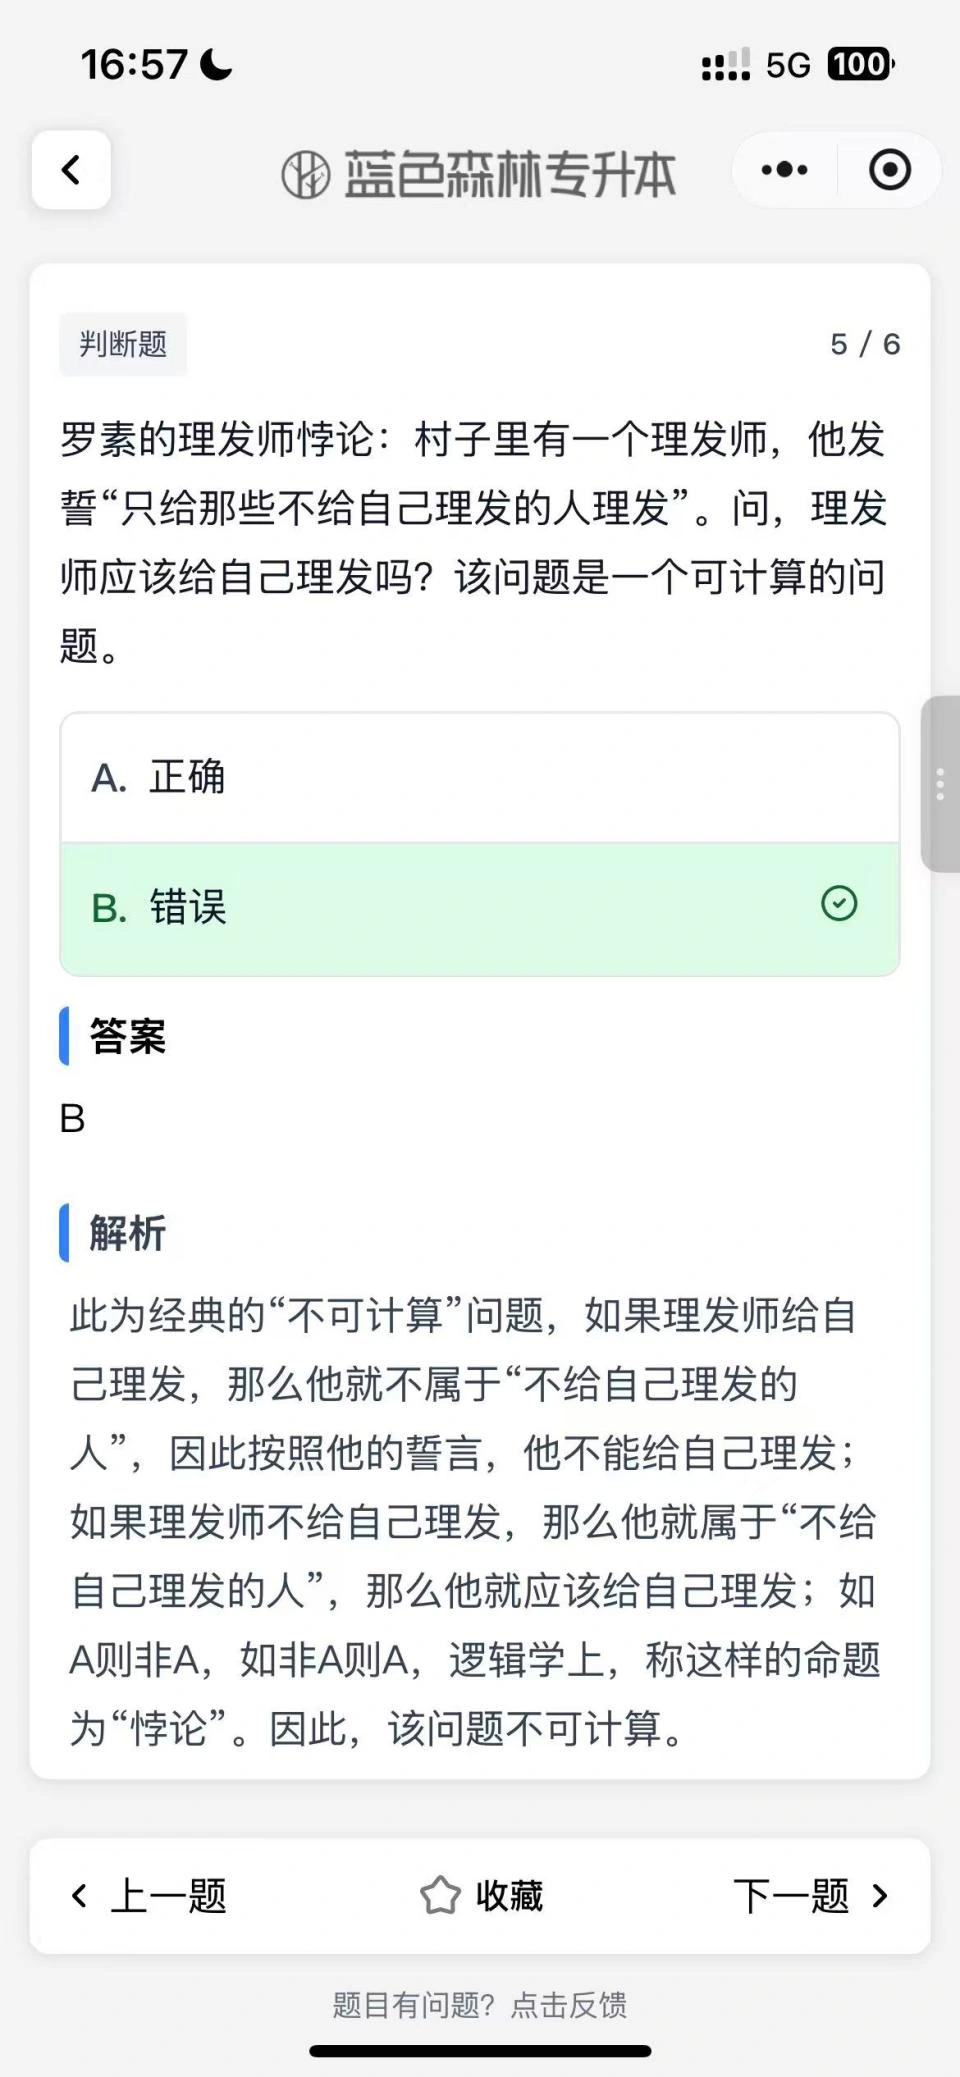 16:57
5G 100
蓝色森林专升本
判断题
5 / 6
罗素的理发师悖论：村子里有一个理发师，他发
誓“只给那些不给自己理发的人理发”。问，理发
师应该给自己理发吗？该问题是一个可计算的问
题。
A. 正确
B. 错误
答案
B
解析
此为经典的“不可计算”问题，如果理发师给自
己理发，那么他就不属于“不给自己理发的
人”，因此按照他的誓言，他不能给自己理发；
如果理发师不给自己理发，那么他就属于“不给
自己理发的人”，那么他就应该给自己理发；如
A则非A，如非A则A，逻辑学上，称这样的命题
为“悖论”。因此，该问题不可计算。
上一题
收藏
下一题
题目有问题？点击反馈